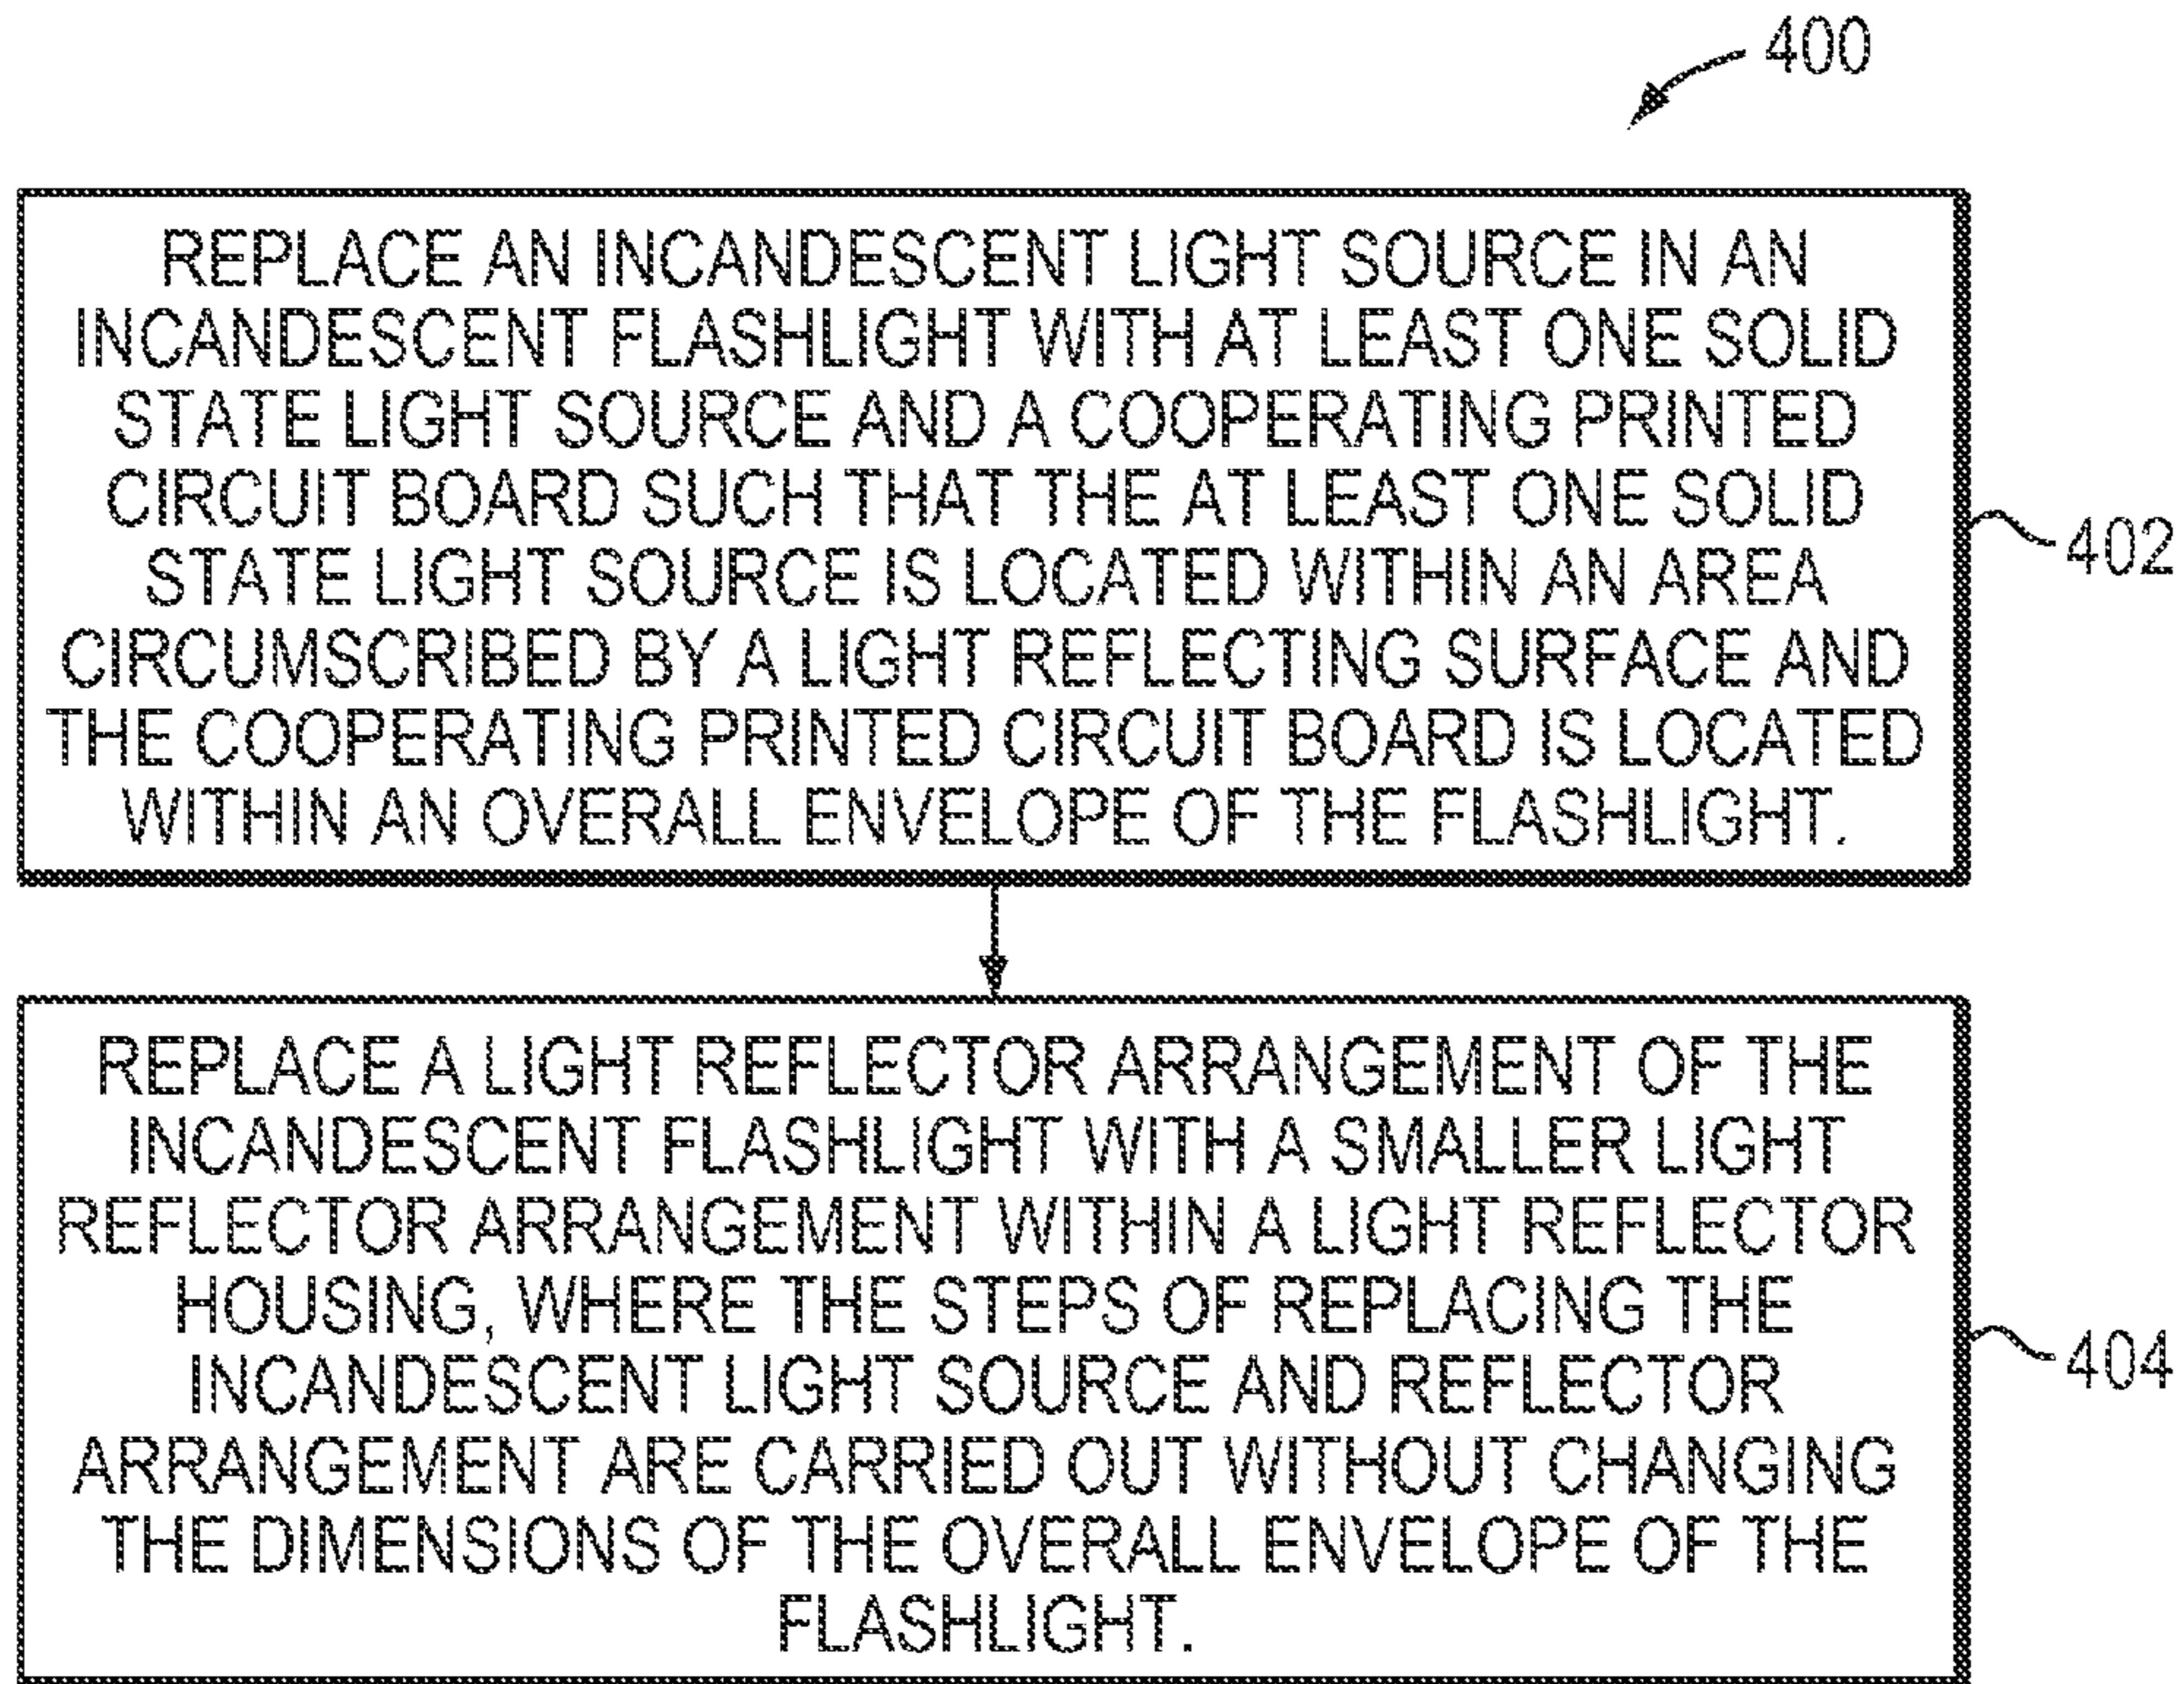 400
REPLACE AN INCANDESCENT LIGHT SOURCE IN AN
INCANDESCENT FLASHLIGHT WITH AT LEAST ONE SOLID
STATE LIGHT SOURCE AND A COOPERATING PRINTED
CIRCUIT BOARD SUCH THAT THE AT LEAST ONE SOLID
STATE LIGHT SOURCE IS LOCATED WITHIN AN AREA
CIRCUMSCRIBED BY A LIGHT REFLECTING SURFACE AND
THE COOPERATING PRINTED CIRCUIT BOARD IS LOCATED
WITHIN AN OVERALL ENVELOPE OF THE FLASHLIGHT.
402
REPLACE A LIGHT REFLECTOR ARRANGEMENT OF THE
INCANDESCENT FLASHLIGHT WITH A SMALLER LIGHT
REFLECTOR ARRANGEMENT WITHIN A LIGHT REFLECTOR
HOUSING, WHERE THE STEPS OF REPLACING THE
INCANDESCENT LIGHT SOURCE AND REFLECTOR
ARRANGEMENT ARE CARRIED OUT WITHOUT CHANGING
THE DIMENSIONS OF THE OVERALL ENVELOPE OF THE
FLASHLIGHT.
404